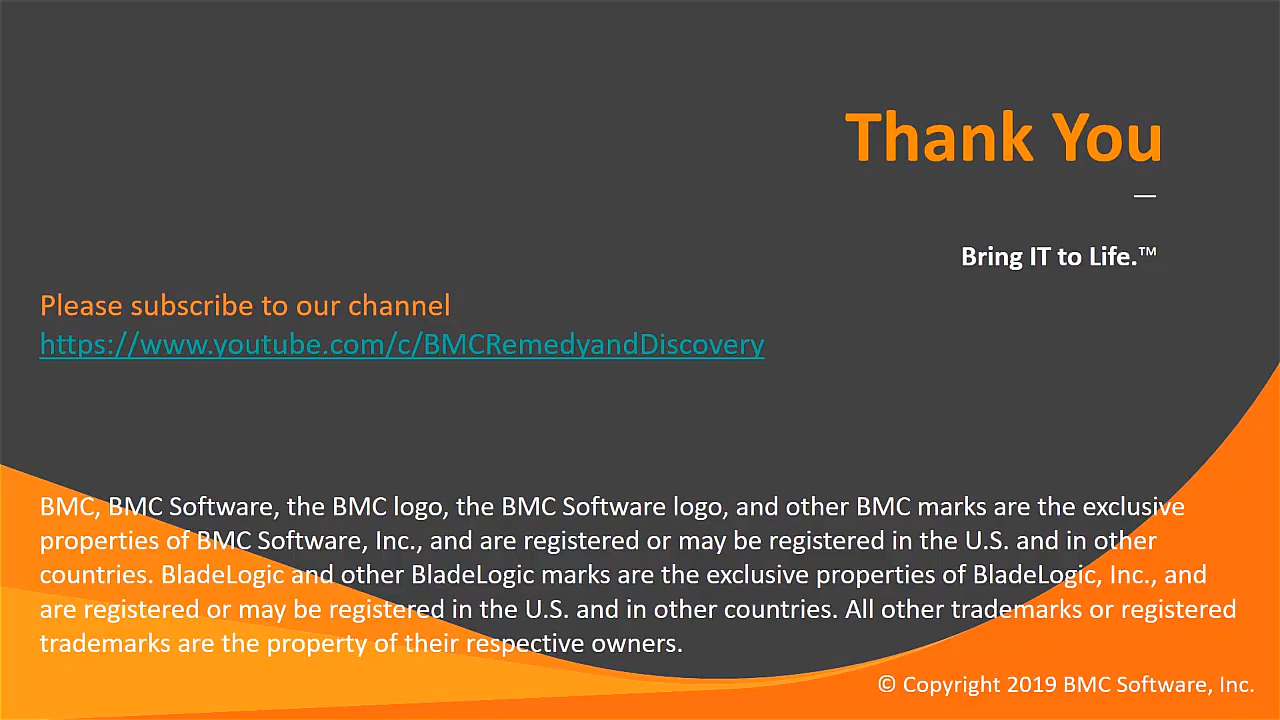 Thank You
—
Bring IT to Life.™
Please subscribe to our channel
https://www.youtube.com/c/BMCRemedyandDiscovery
BMC, BMC Software, the BMC logo, the BMC Software logo, and other BMC marks are the exclusive
properties of BMC Software, Inc., and are registered or may be registered in the U.S. and in other
countries. BladeLogic and other BladeLogic marks are the exclusive properties of BladeLogic, Inc., and
are registered or may be registered in the U.S. and in other countries. All other trademarks or registered
trademarks are the property of their respective owners.
© Copyright 2019 BMC Software, Inc.